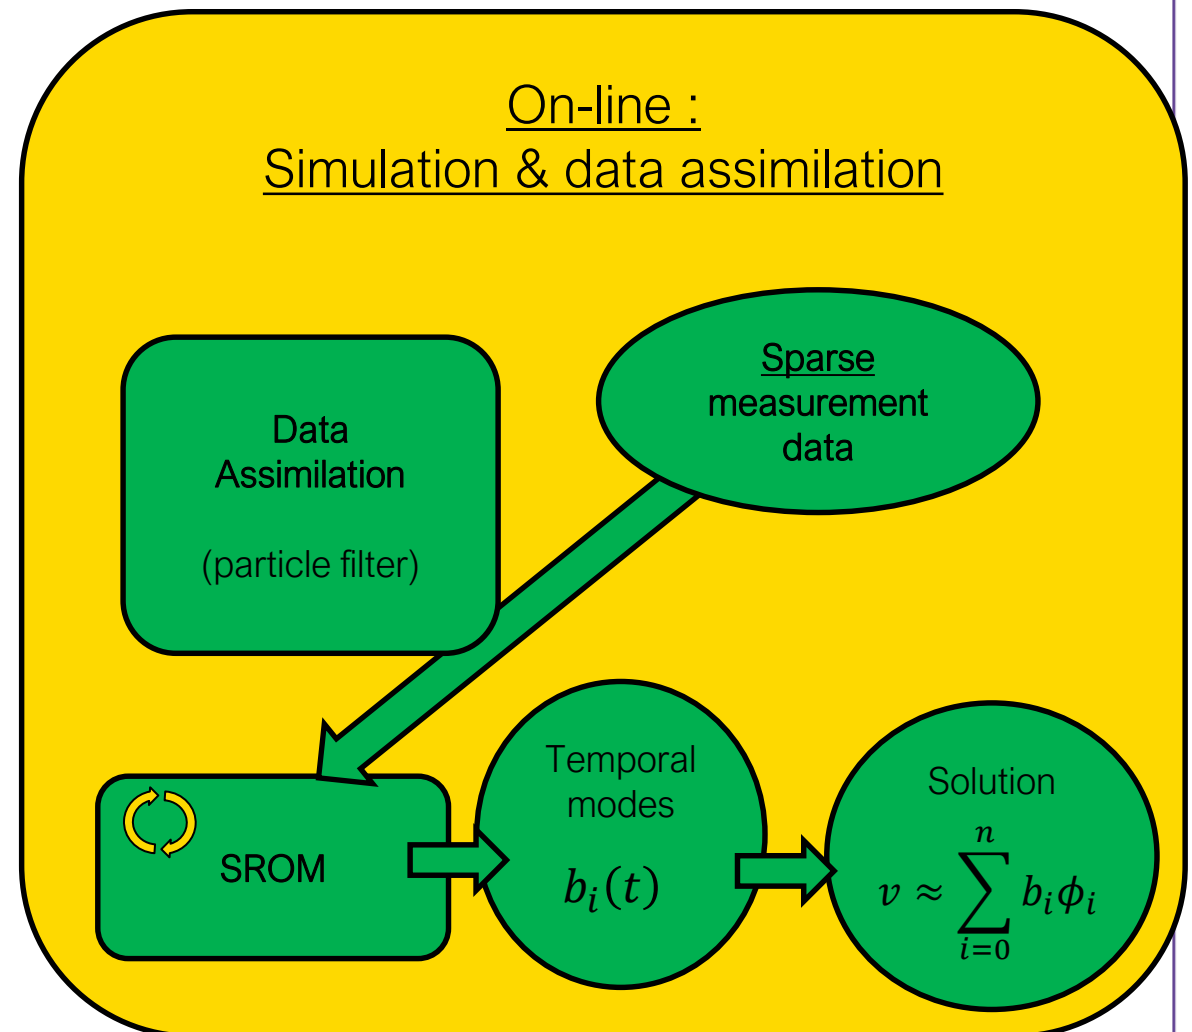 On-line :
Simulation & data assimilation
Data
Assimilation
(particle filter)
Sparse
measurement
data
SROM
Temporal
modes
b_i(t)
Solution
v ≈ \sum_{i=0}^{n} b_i ϕ_i